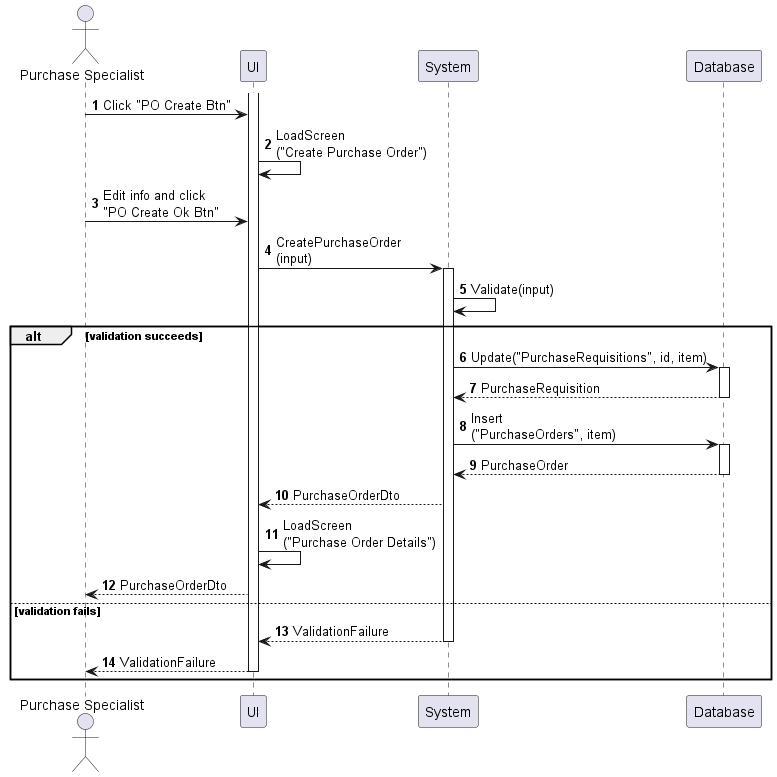 Purchase Specialist
UI
System
Database
1 Click "PO Create Btn"
2 LoadScreen
("Create Purchase Order")
3 Edit info and click
"PO Create Ok Btn"
4 CreatePurchaseOrder
(input)
5 Validate(input)
alt [validation succeeds]
6 Update("PurchaseRequisitions", id, item)
7 PurchaseRequisition
8 Insert
("PurchaseOrders", item)
9 PurchaseOrder
10 PurchaseOrderDto
11 LoadScreen
("Purchase Order Details")
12 PurchaseOrderDto
[validation fails]
13 ValidationFailure
14 ValidationFailure
Purchase Specialist
UI
System
Database